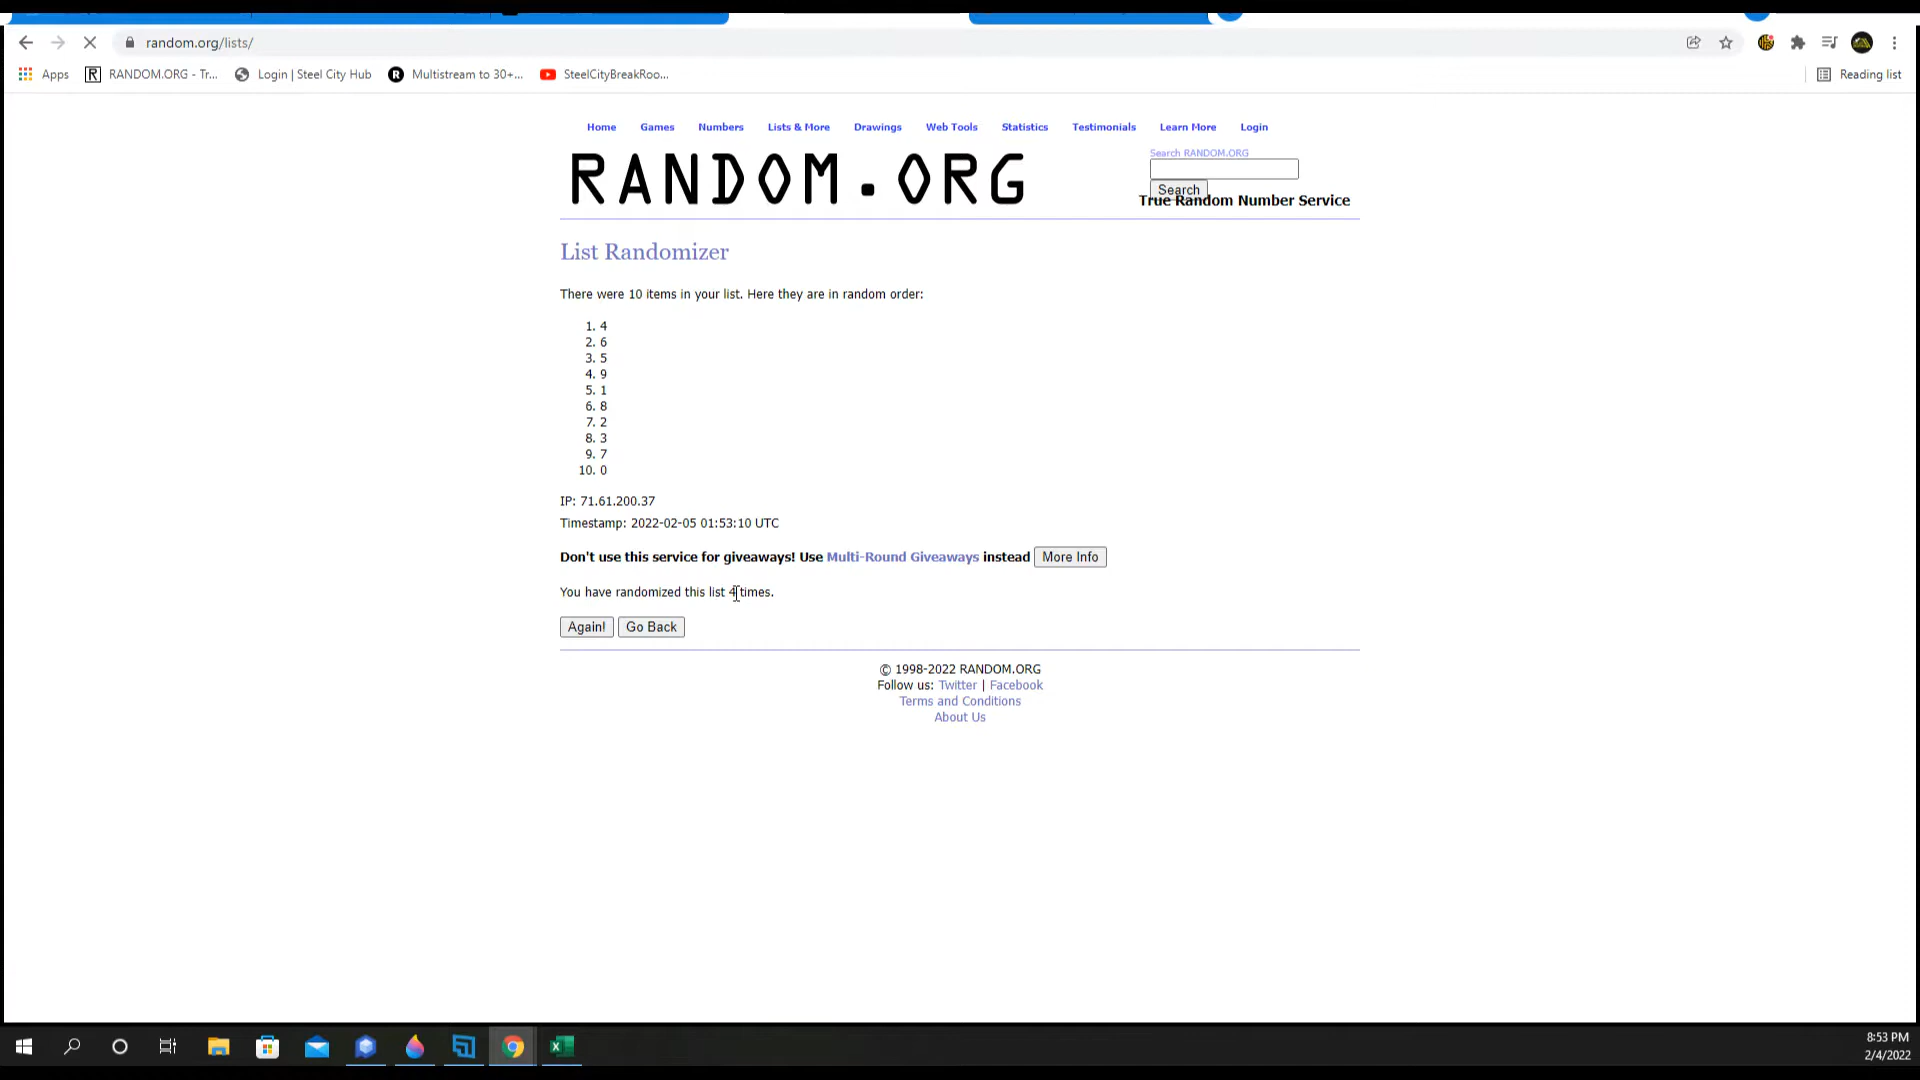 random.org/lists/
Apps RANDOM.ORG - Tr... Login | Steel City Hub Multistream to 30+... SteelCityBreakRoo... Reading list
Home Games Numbers Lists & More Drawings Web Tools Statistics Testimonials Learn More Login
RANDOM.ORG
Search RANDOM.ORG
Search
True Random Number Service
List Randomizer
There were 10 items in your list. Here they are in random order:
1. 4
2. 6
3. 5
4. 9
5. 1
6. 8
7. 2
8. 3
9. 7
10. 0
IP: 71.61.200.37
Timestamp: 2022-02-05 01:53:10 UTC
Don't use this service for giveaways! Use Multi-Round Giveaways instead More Info
You have randomized this list 4 times.
Again! Go Back
© 1998-2022 RANDOM.ORG
Follow us: Twitter | Facebook
Terms and Conditions
About Us
8:53 PM
2/4/2022